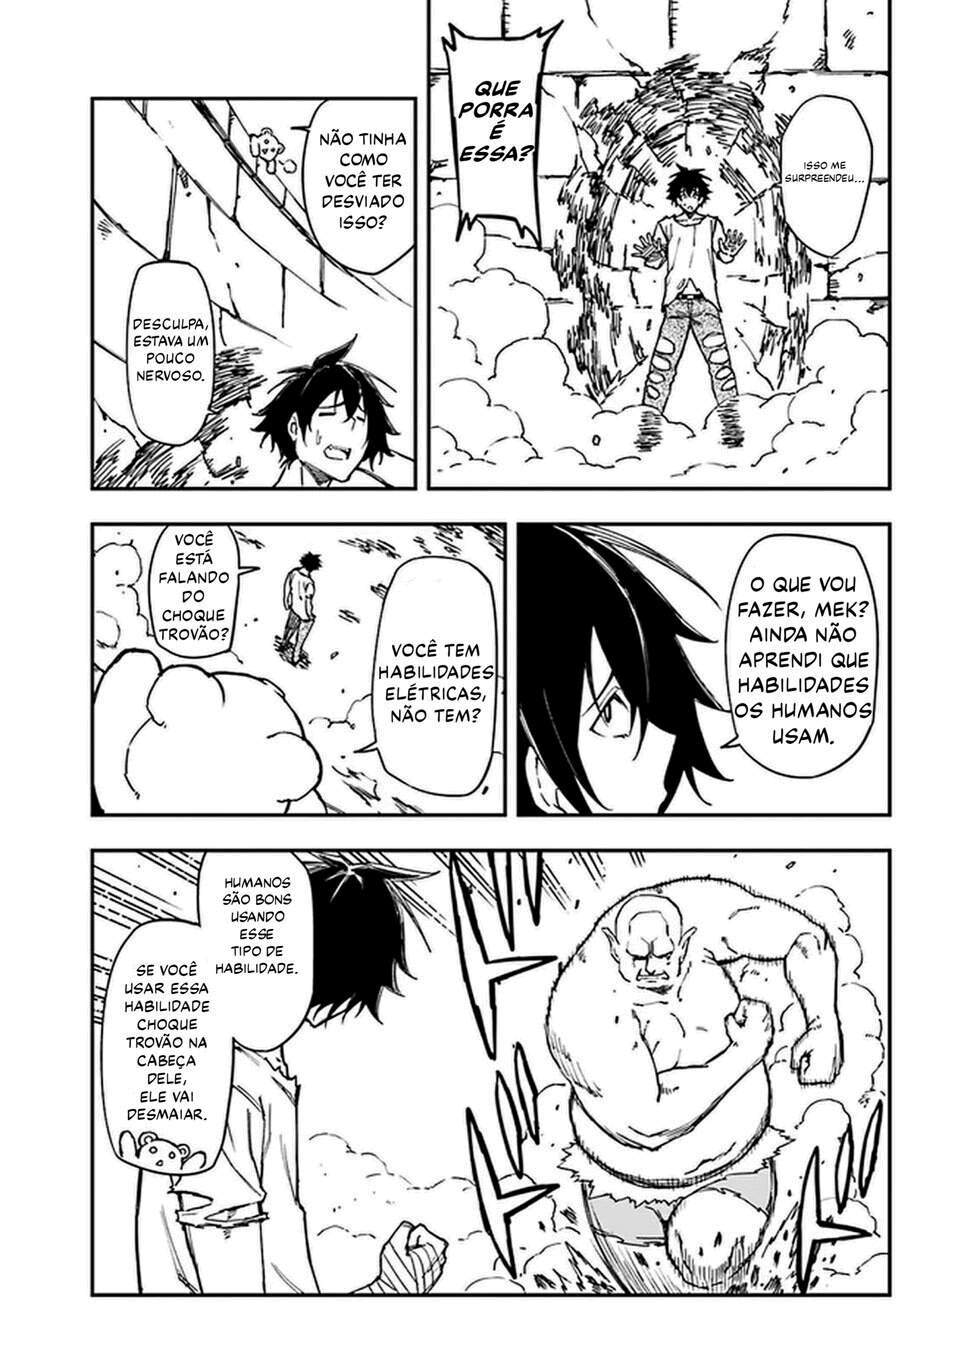 ISSO ME
SURPREENDEU...
QUE
PORRA
É
ESSA?
NÃO TINHA
COMO
VOCÊ TER
DESVIADO
ISSO?
DESCULPA,
ESTAVA UM
POUCO
NERVOSO.
O QUE VOU
FAZER, MEK?
AINDA NÃO
APRENDI QUE
HABILIDADES
OS HUMANOS
USAM.
VOCÊ TEM
HABILIDADES
ELÉTRICAS,
NÃO TEM?
VOCÊ
ESTÁ
FALANDO
DO
CHOQUE
TROVÃO?
HUMANOS
SÃO BONS
USANDO
ESSE
TIPO DE
HABILIDADE.
SE VOCÊ
USAR ESSA
HABILIDADE
CHOQUE
TROVÃO NA
CABEÇA
DELE,
ELE VAI
DESMAIAR.